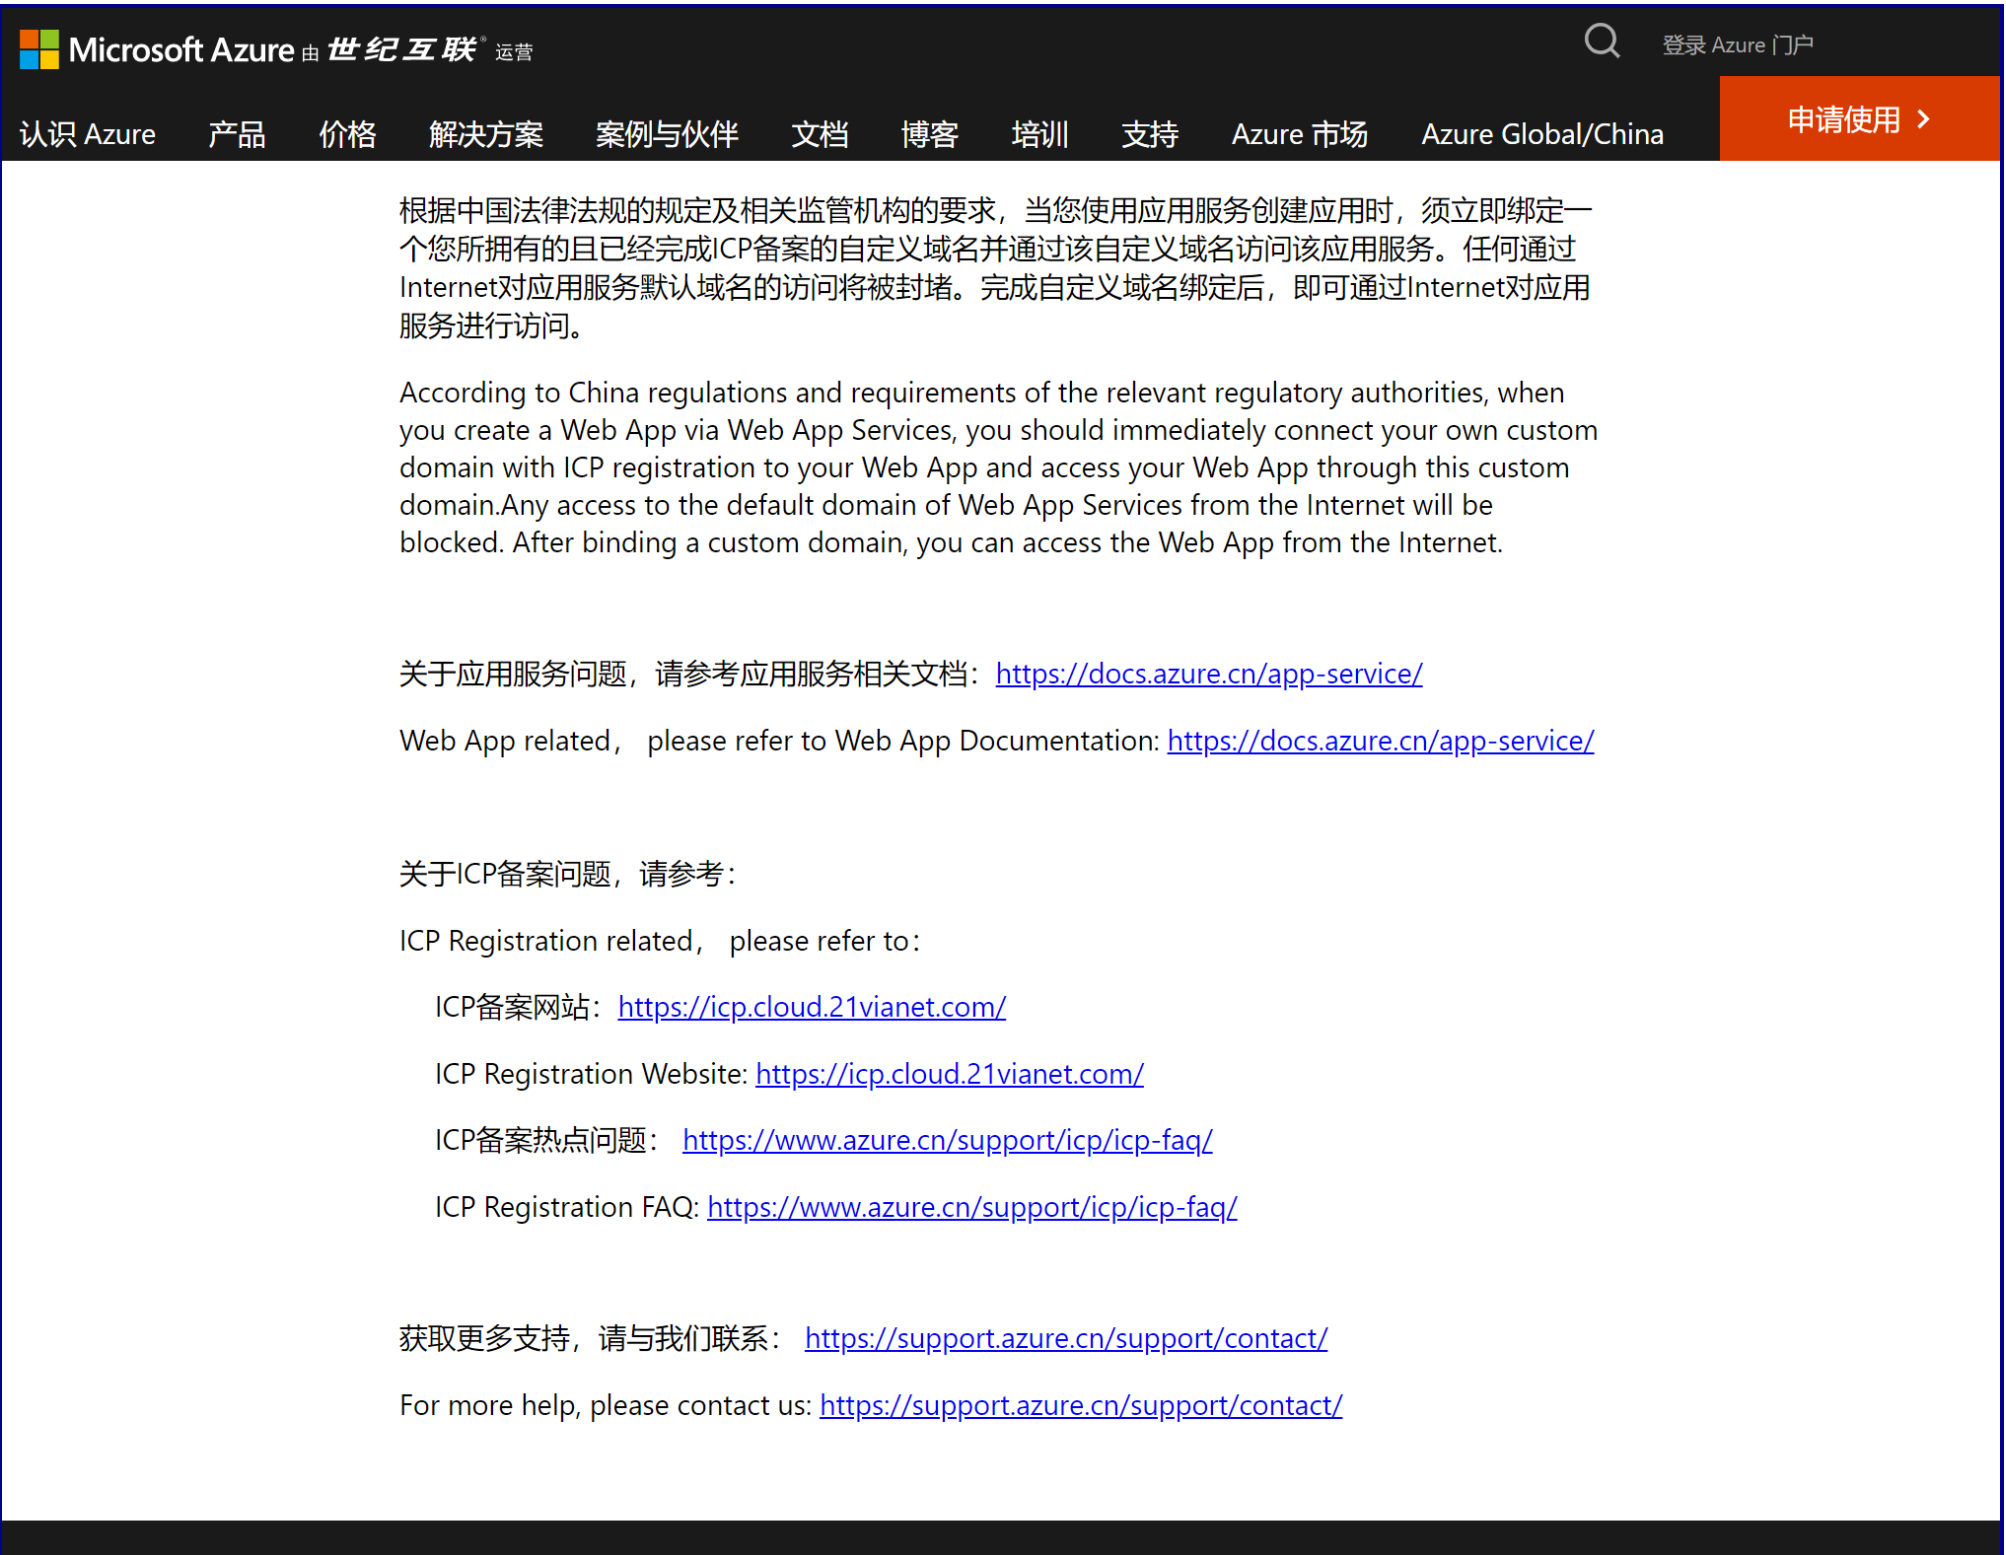 Microsoft Azure 由 世纪互联 运营
登录 Azure 门户
认识 Azure 产品 价格 解决方案 案例与伙伴 文档 博客 培训 支持 Azure 市场 Azure Global/China 申请使用
根据中国法律法规的规定及相关监管机构的要求，当您使用应用服务创建应用时，须立即绑定一
个您所拥有的且已经完成ICP备案的自定义域名并通过该自定义域名访问该应用服务。任何通过
Internet对应用服务默认域名的访问将被封堵。完成自定义域名绑定后，即可通过Internet对应用
服务进行访问。
According to China regulations and requirements of the relevant regulatory authorities, when
you create a Web App via Web App Services, you should immediately connect your own custom
domain with ICP registration to your Web App and access your Web App through this custom
domain.Any access to the default domain of Web App Services from the Internet will be
blocked. After binding a custom domain, you can access the Web App from the Internet.
关于应用服务问题，请参考应用服务相关文档：https://docs.azure.cn/app-service/
Web App related， please refer to Web App Documentation: https://docs.azure.cn/app-service/
关于ICP备案问题，请参考：
ICP Registration related， please refer to：
ICP备案网站：https://icp.cloud.21vianet.com/
ICP Registration Website: https://icp.cloud.21vianet.com/
ICP备案热点问题： https://www.azure.cn/support/icp/icp-faq/
ICP Registration FAQ: https://www.azure.cn/support/icp/icp-faq/
获取更多支持，请与我们联系： https://support.azure.cn/support/contact/
For more help, please contact us: https://support.azure.cn/support/contact/